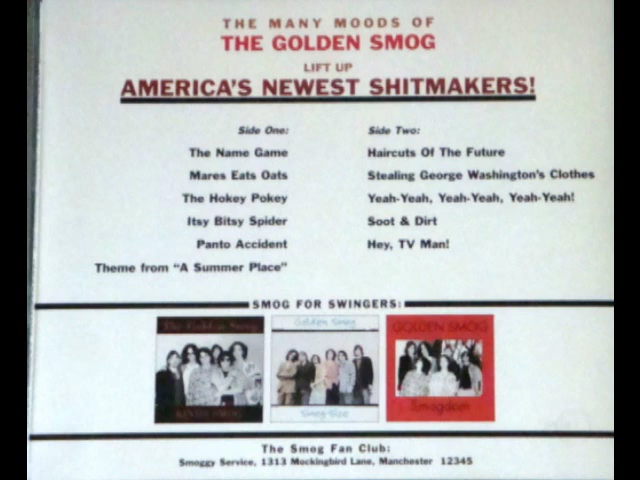 THE MANY MOODS OF
THE GOLDEN SMOG
LIFT UP
AMERICA'S NEWEST SHITMAKERS!
Side One:
The Name Game
Mares Eats Oats
The Hokey Pokey
Itsy Bitsy Spider
Panto Accident
Theme from "A Summer Place"
Side Two:
Haircuts Of The Future
Stealing George Washington's Clothes
Yeah-Yeah, Yeah-Yeah, Yeah-Yeah!
Soot & Dirt
Hey, TV Man!
SMOG FOR SWINGERS:
The Golden Smog
Golden Smog
Smog-Size
GOLDEN SMOG
Smogdom
The Smog Fan Club:
Smoggy Service, 1313 Mockingbird Lane, Manchester 12345